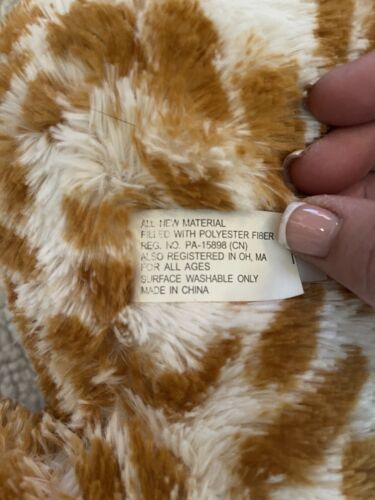 ALL NEW MATERIAL
FILLED WITH POLYESTER FIBER
REG. NO. PA-15898 (CN)
ALSO REGISTERED IN OH, MA
FOR ALL AGES
SURFACE WASHABLE ONLY
MADE IN CHINA